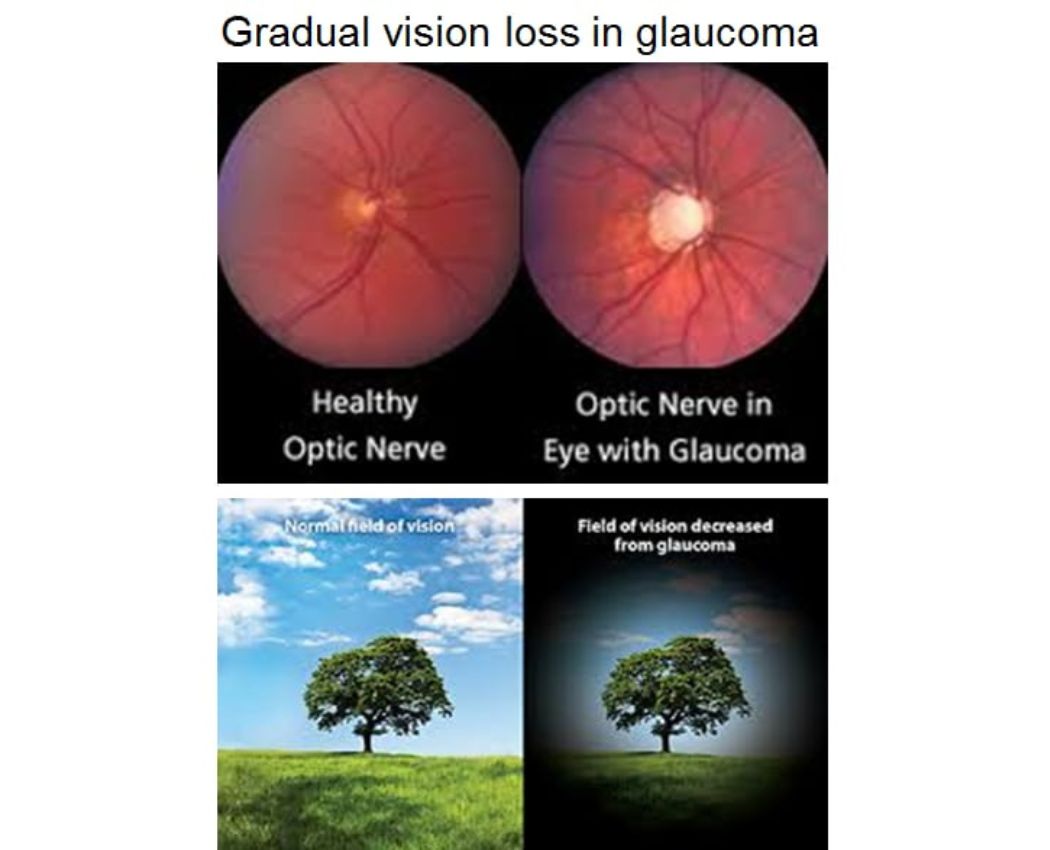 Gradual vision loss in glaucoma
Healthy
Optic Nerve
Optic Nerve in
Eye with Glaucoma
Normal field of vision
Field of vision decreased
from glaucoma